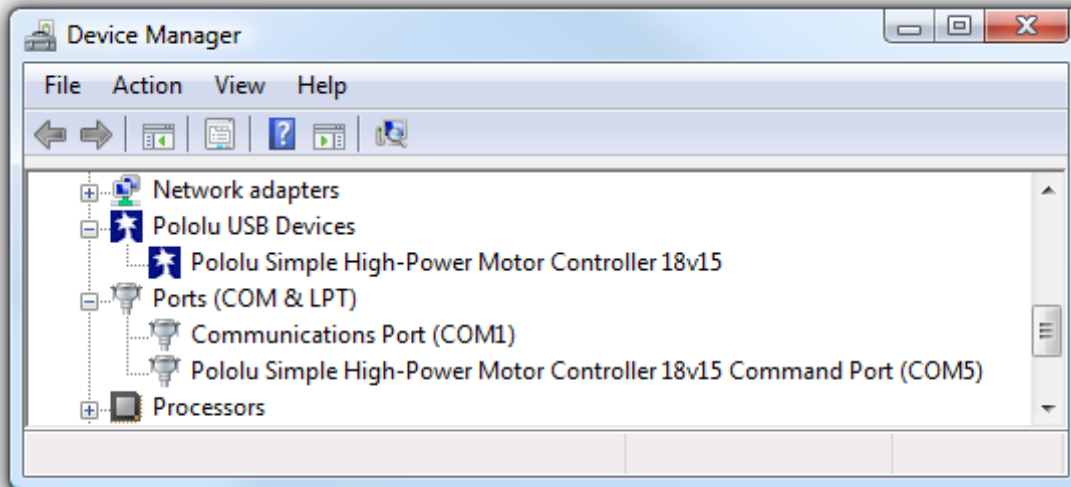 Device Manager
File Action View Help
Network adapters
Pololu USB Devices
Pololu Simple High-Power Motor Controller 18v15
Ports (COM & LPT)
Communications Port (COM1)
Pololu Simple High-Power Motor Controller 18v15 Command Port (COM5)
Processors